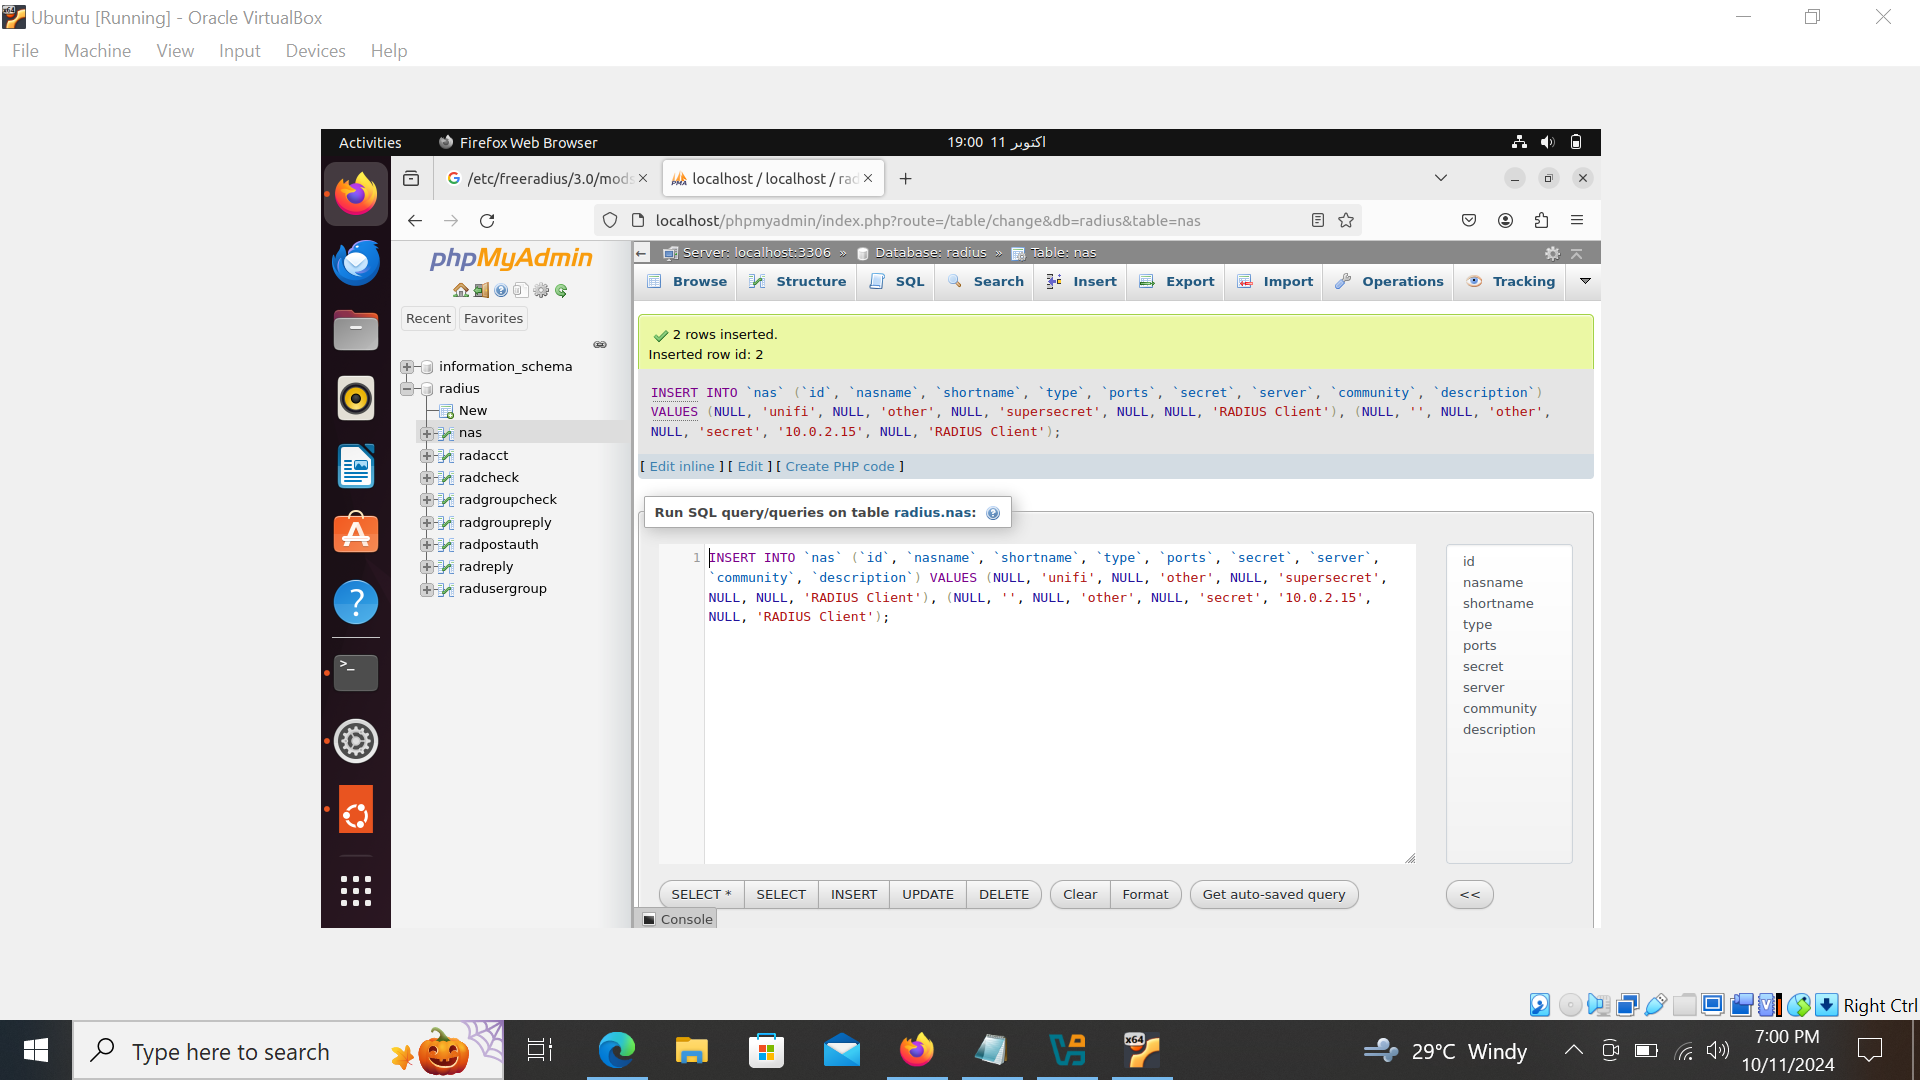 Ubuntu [Running] - Oracle VirtualBox
File Machine View Input Devices Help
Activities Firefox Web Browser 19:00 11 اکتوبر
/etc/freeradius/3.0/mods localhost / localhost / rad
localhost/phpmyadmin/index.php?route=/table/change&db=radius&table=nas
phpMyAdmin
Recent Favorites
information_schema
radius
New
nas
radacct
radcheck
radgroupcheck
radgroupreply
radpostauth
radreply
radusergroup
Server: localhost:3306 » Database: radius » Table: nas
Browse Structure SQL Search Insert Export Import Operations Tracking
2 rows inserted.
Inserted row id: 2
INSERT INTO `nas` (`id`, `nasname`, `shortname`, `type`, `ports`, `secret`, `server`, `community`, `description`)
VALUES (NULL, 'unifi', NULL, 'other', NULL, 'supersecret', NULL, NULL, 'RADIUS Client'), (NULL, '', NULL, 'other',
NULL, 'secret', '10.0.2.15', NULL, 'RADIUS Client');
[ Edit inline ] [ Edit ] [ Create PHP code ]
Run SQL query/queries on table radius.nas:
1 INSERT INTO `nas` (`id`, `nasname`, `shortname`, `type`, `ports`, `secret`, `server`,
`community`, `description`) VALUES (NULL, 'unifi', NULL, 'other', NULL, 'supersecret',
NULL, NULL, 'RADIUS Client'), (NULL, '', NULL, 'other', NULL, 'secret', '10.0.2.15',
NULL, 'RADIUS Client');
id
nasname
shortname
type
ports
secret
server
community
description
SELECT * SELECT INSERT UPDATE DELETE Clear Format Get auto-saved query <<
Console
Right Ctrl
Type here to search
x64
29°C Windy
7:00 PM
10/11/2024